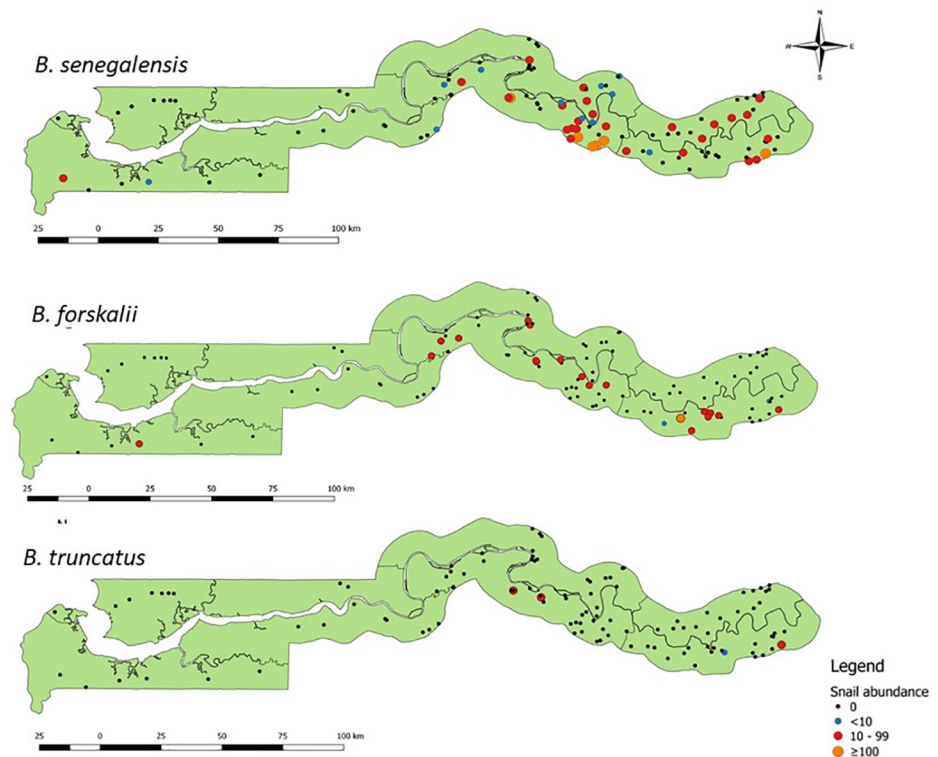 N
W E
S
B. senegalensis
25 0 25 50 75 100 km
B. forskalii
25 0 25 50 75 100 km
N
B. truncatus
25 0 25 50 75 100 km
Legend
Snail abundance
0
<10
10 - 99
≥100